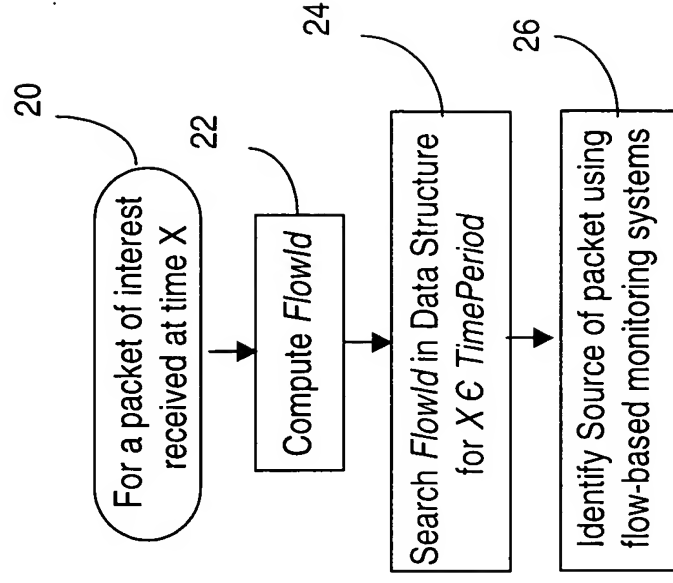 20
For a packet of interest
received at time X
22
Compute FlowId
24
Search FlowId in Data Structure
for X Є TimePeriod
26
Identify Source of packet using
flow-based monitoring systems